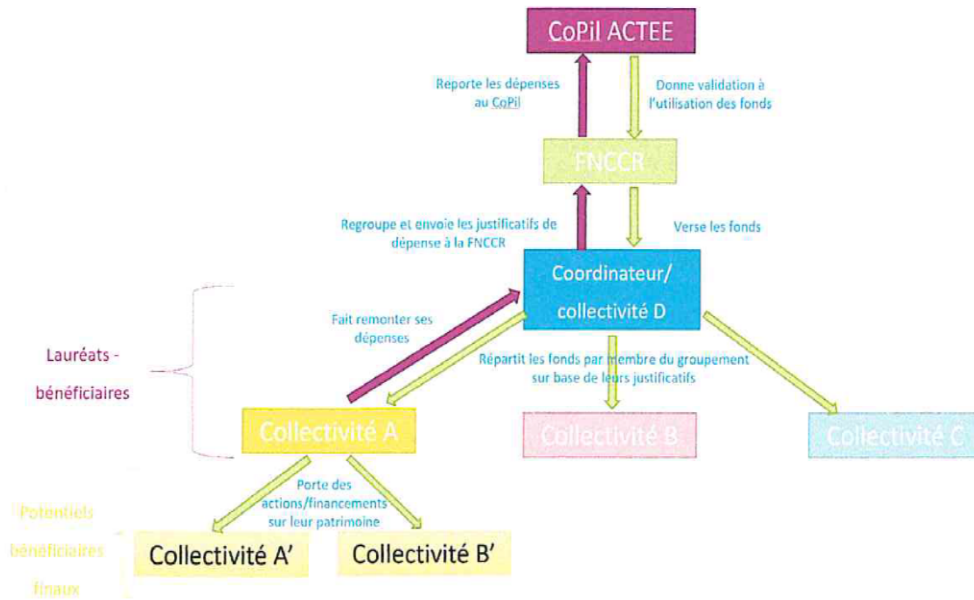 CoPil ACTEE
Reporte les dépenses
au CoPil
Donne validation à
l'utilisation des fonds
FNCCR
Regroupe et envoie les justificatifs de
dépense à la FNCCR
Verse les fonds
Coordinateur/
collectivité D
Fait remonter ses
dépenses
Lauréats -
bénéficiaires
Répartit les fonds par membre du groupement
sur base de leurs justificatifs
Collectivité A
Collectivité B
Collectivité C
Porte des
actions/financements
sur leur patrimoine
Potentiels
bénéficiaires
finaux
Collectivité A'
Collectivité B'